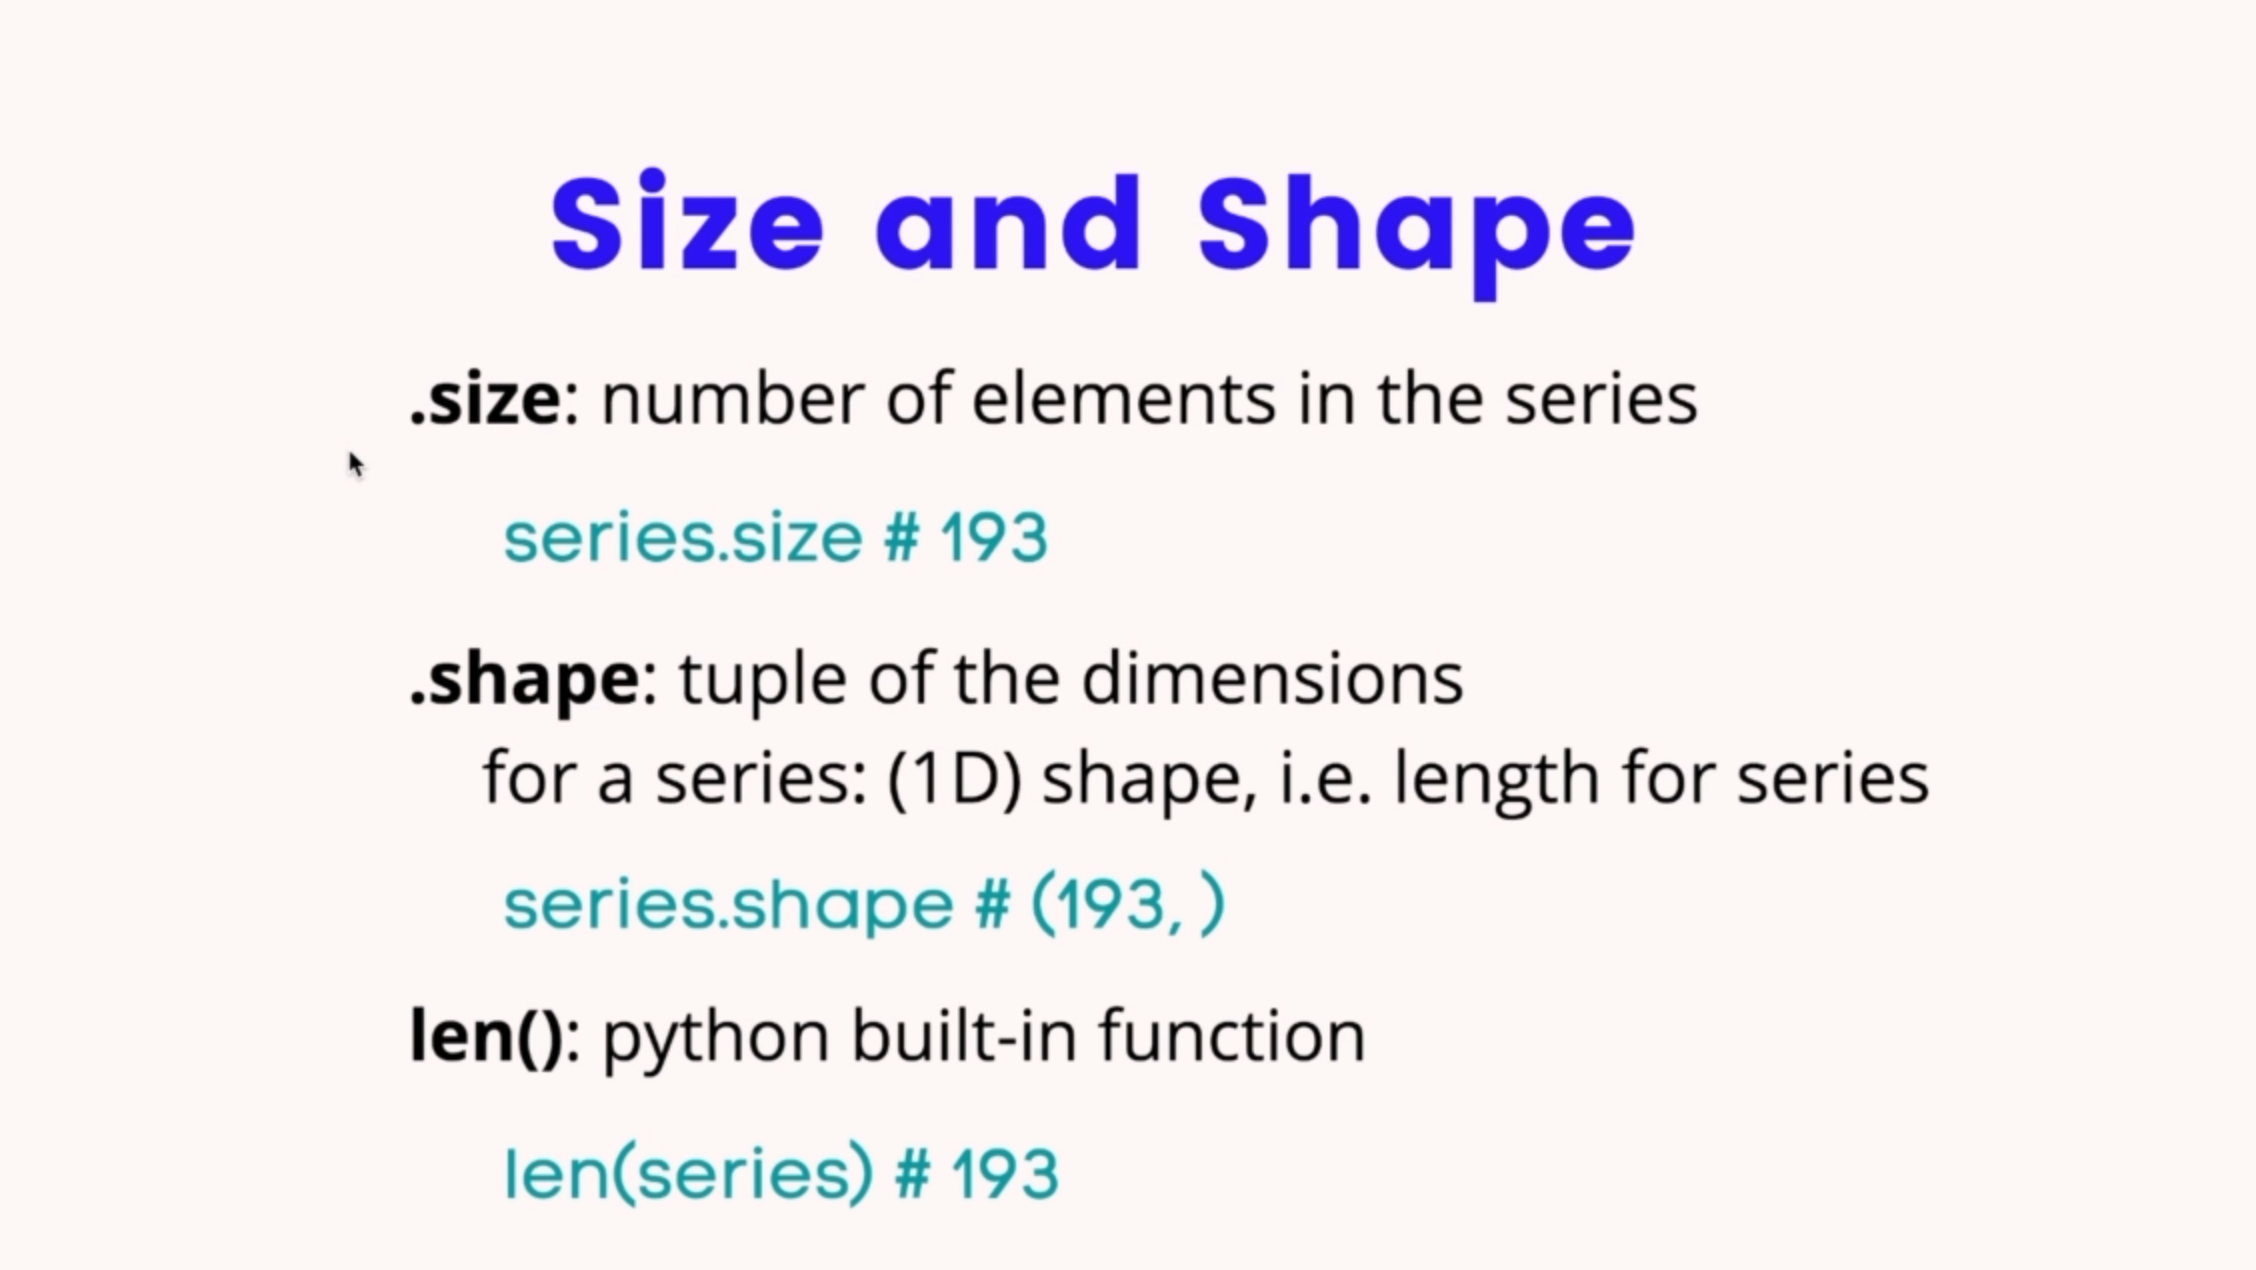 Size and Shape
.size: number of elements in the series
series.size # 193
.shape: tuple of the dimensions
for a series: (1D) shape, i.e. length for series
series.shape # (193, )
len(): python built-in function
len(series) # 193